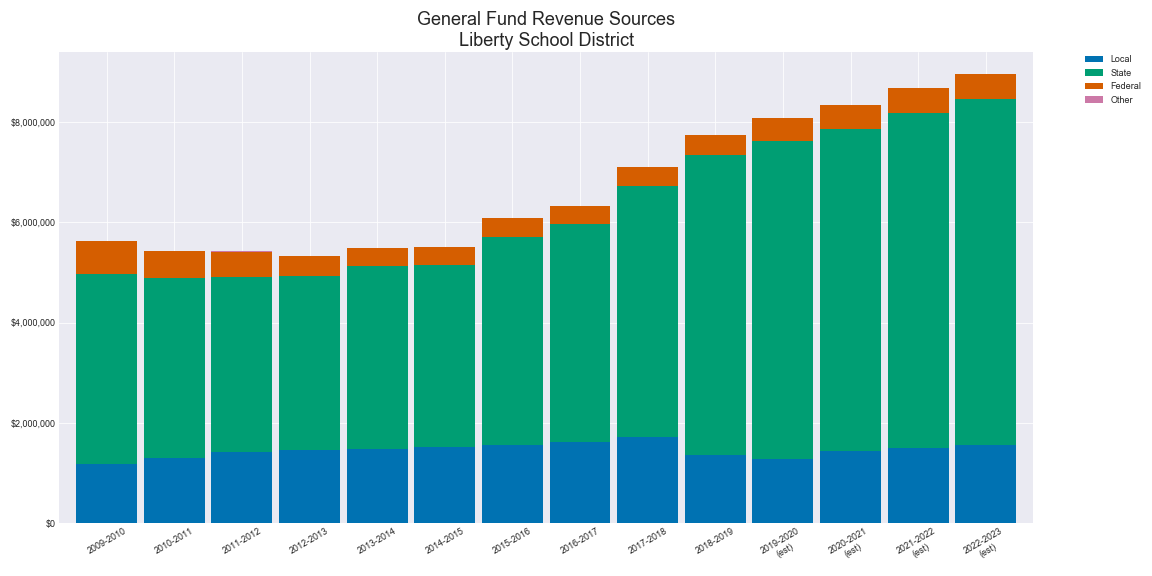 General Fund Revenue Sources
Liberty School District
Local
State
Federal
Other
$8,000,000
$6,000,000
$4,000,000
$2,000,000
$0
2009-2010
2010-2011
2011-2012
2012-2013
2013-2014
2014-2015
2015-2016
2016-2017
2017-2018
2018-2019
2019-2020
(est)
2020-2021
(est)
2021-2022
(est)
2022-2023
(est)